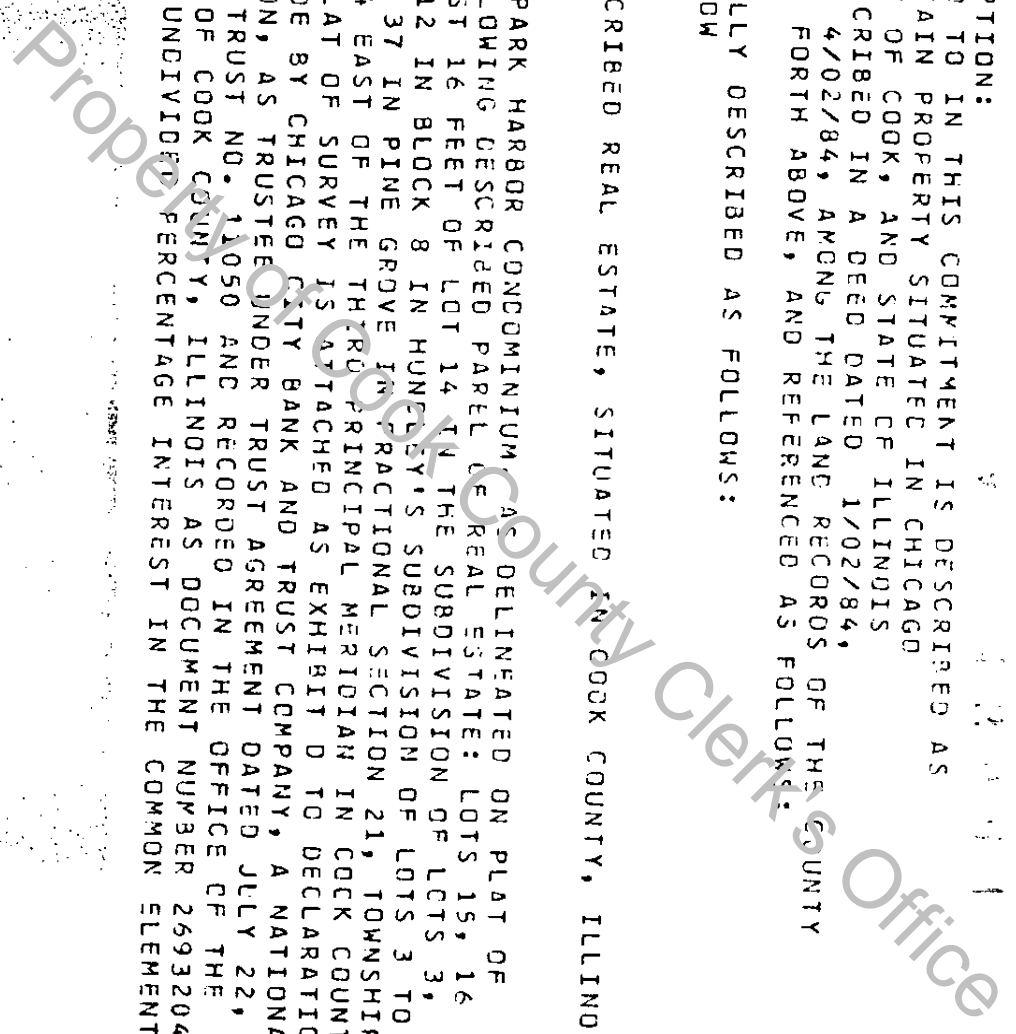 PTION:
TO IN THIS COMMITMENT IS DESCRIBED AS
AIN PROPERTY SITUATED IN CHICAGO
OF COOK, AND STATE OF ILLINOIS
CRIBED IN A DEED DATED 1/02/84,
4/02/84, AMONG THE LAND RECORDS OF THE COUNTY
FORTH ABOVE, AND REFERENCED AS FOLLOWS:
LLY DESCRIBED AS FOLLOWS:
OW
CRIBED REAL ESTATE, SITUATED IN COOK COUNTY, ILLINO
PARK HARBOR CONDOMINIUM, AS DELINEATED ON PLAT OF
LOWING DESCRIBED PAREL OF REAL ESTATE: LOTS 15, 16
ST 16 FEET OF LOT 14 IN THE SUBDIVISION OF LOTS 3,
12 IN BLOCK 8 IN HUNDLEY'S SUBDIVISION OF LOTS 3 TO
37 IN PINE GROVE IN FRACTIONAL SECTION 21, TOWNSHIP
EAST OF THE THIRD PRINCIPAL MERIDIAN IN COOK COUNT
LAT OF SURVEY IS ATTACHED AS EXHIBIT D TO DECLARATIO
DE BY CHICAGO CITY BANK AND TRUST COMPANY, A NATIONA
ON, AS TRUSTEE UNDER TRUST AGREEMENT DATED JULY 22,
TRUST NO. 11050 AND RECORDED IN THE OFFICE OF THE
OF COOK COUNTY, ILLINOIS AS DOCUMENT NUMBER 2693204
UNDIVIDED PERCENTAGE INTEREST IN THE COMMON ELEMENT
Property of Cook County Clerk's Office